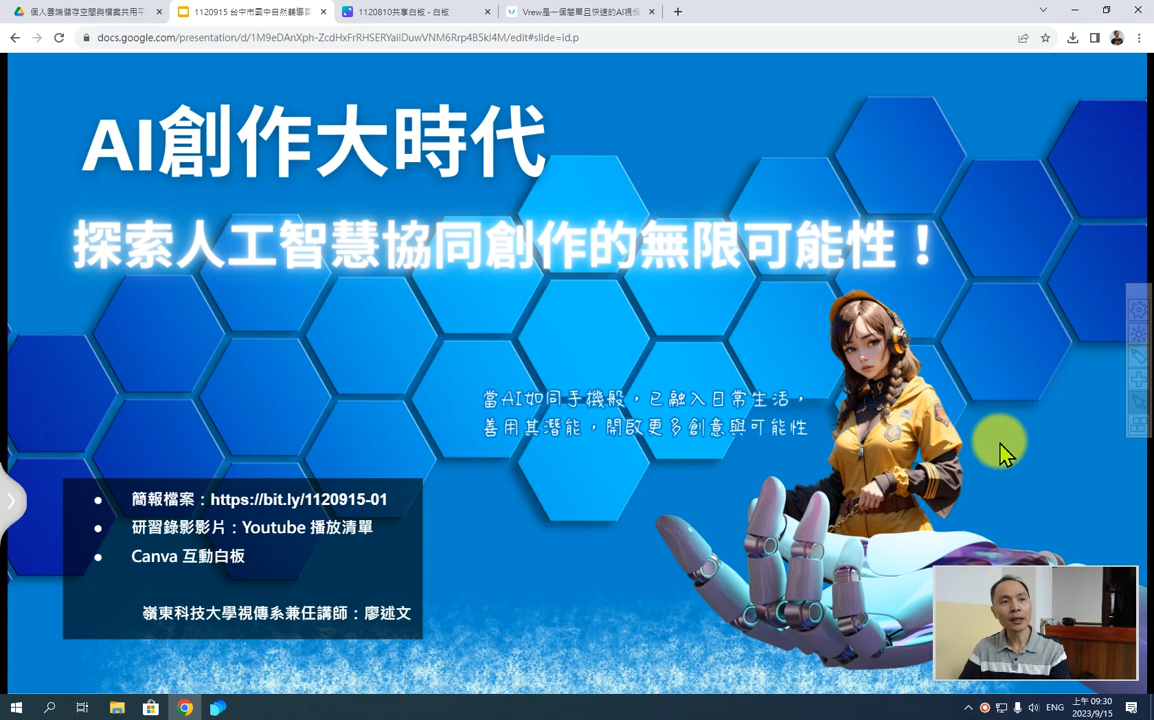 個人雲端儲存空間與檔案共用平
1120915 台中市國中自然輔導團
1120810共享白板 - 白板
Vrew是一個簡單且快速的AI視頻
docs.google.com/presentation/d/1M9eDAnXph-ZcdHxFrRHSERYailDuwVNM6Rrp4B5kI4M/edit#slide=id.p
AI創作大時代
探索人工智慧協同創作的無限可能性！
當AI如同手機般，已融入日常生活，
善用其潛能，開啟更多創意與可能性
● 簡報檔案：https://bit.ly/1120915-01
● 研習錄影影片：Youtube 播放清單
● Canva 互動白板
嶺東科技大學視傳系兼任講師：廖述文
ENG
上午 09:30
2023/9/15